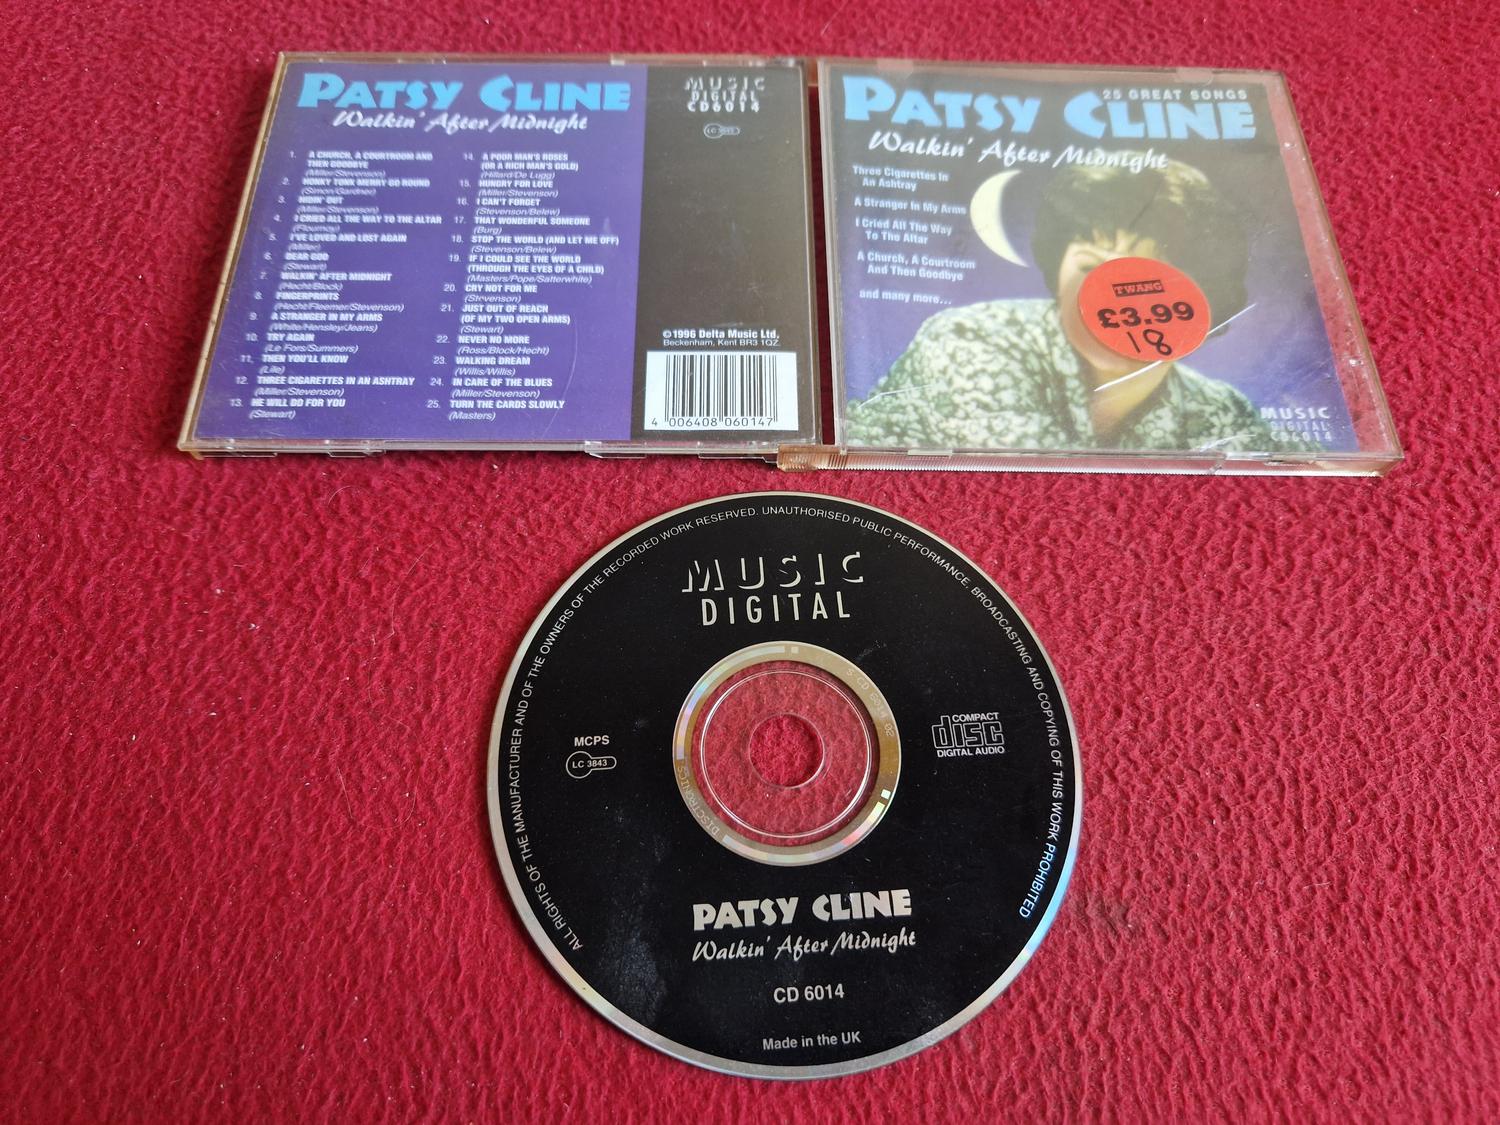 PATSY CLINE
Walkin' After Midnight
1. A CHURCH, A COURTROOM AND
THEN GOODBYE
(Miller/Stevenson)
2. HONKY TONK MERRY GO ROUND
(Simon/Gardner)
3. HIDIN' OUT
(Miller/Stevenson)
4. I CRIED ALL THE WAY TO THE ALTAR
(Flournoy)
5. I'VE LOVED AND LOST AGAIN
(Miller)
6. DEAR GOD
(Stewart)
7. WALKIN' AFTER MIDNIGHT
(Hecht/Block)
8. FINGERPRINTS
(Hecht/Fleemer/Stevenson)
9. A STRANGER IN MY ARMS
(White/Hensley/Jeans)
10. TRY AGAIN
(Le Fors/Summers)
11. THEN YOU'LL KNOW
(Lile)
12. THREE CIGARETTES IN AN ASHTRAY
(Miller/Stevenson)
13. HE WILL DO FOR YOU
(Stewart)
14. A POOR MAN'S ROSES
(OR A RICH MAN'S GOLD)
(Hillard/De Lugg)
15. HUNGRY FOR LOVE
(Miller/Stevenson)
16. I CAN'T FORGET
(Stevenson/Belew)
17. THAT WONDERFUL SOMEONE
(Burg)
18. STOP THE WORLD (AND LET ME OFF)
(Stevenson/Belew)
19. IF I COULD SEE THE WORLD
(THROUGH THE EYES OF A CHILD)
(Masters/Pope/Satterwhite)
20. CRY NOT FOR ME
(Stevenson)
21. JUST OUT OF REACH
(OF MY TWO OPEN ARMS)
(Stewart)
22. NEVER NO MORE
(Ross/Block/Hecht)
23. WALKING DREAM
(Willis/Willis)
24. IN CARE OF THE BLUES
(Miller/Stevenson)
25. TURN THE CARDS SLOWLY
(Masters)
MUSIC
DIGITAL
CD6014
LC 3843
©1996 Delta Music Ltd.
Beckenham, Kent BR3 1QZ.
4 006408 060147
25 GREAT SONGS
PATSY CLINE
Walkin' After Midnight
Three Cigarettes In
An Ashtray
A Stranger In My Arms
I Cried All The Way
To The Altar
A Church, A Courtroom
And Then Goodbye
and many more...
TWANG
£3.99
18
MUSIC
DIGITAL
CD6014
ALL RIGHTS OF THE MANUFACTURER AND OF THE OWNERS OF THE RECORDED WORK RESERVED. UNAUTHORISED PUBLIC PERFORMANCE, BROADCASTING AND COPYING OF THIS WORK PROHIBITED
MUSIC
DIGITAL
MCPS
LC 3843
COMPACT
disc
DIGITAL AUDIO
PATSY CLINE
Walkin' After Midnight
CD 6014
Made in the UK